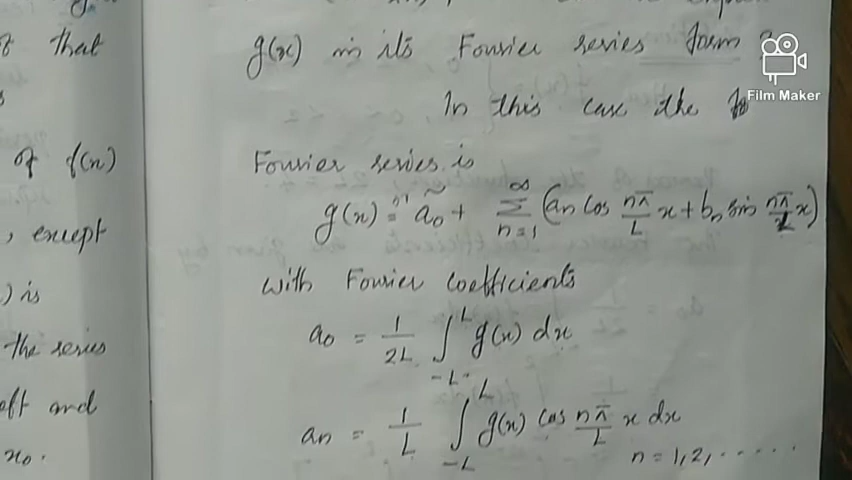 that
of f(x)
, except
) is
the series
left and
x₀.
g(x) in its Fourier series form
In this case the
Fourier series is
g(x) = a₀ + ∞ Σ n=1 (an cos nπ/L x + bn sin nπ/L x)
with Fourier coefficients
a₀ = 1/2L ∫ -L L g(x) dx
an = 1/L ∫ -L L g(x) cos nπ/L x dx
n = 1, 2, . . . . .
Film Maker